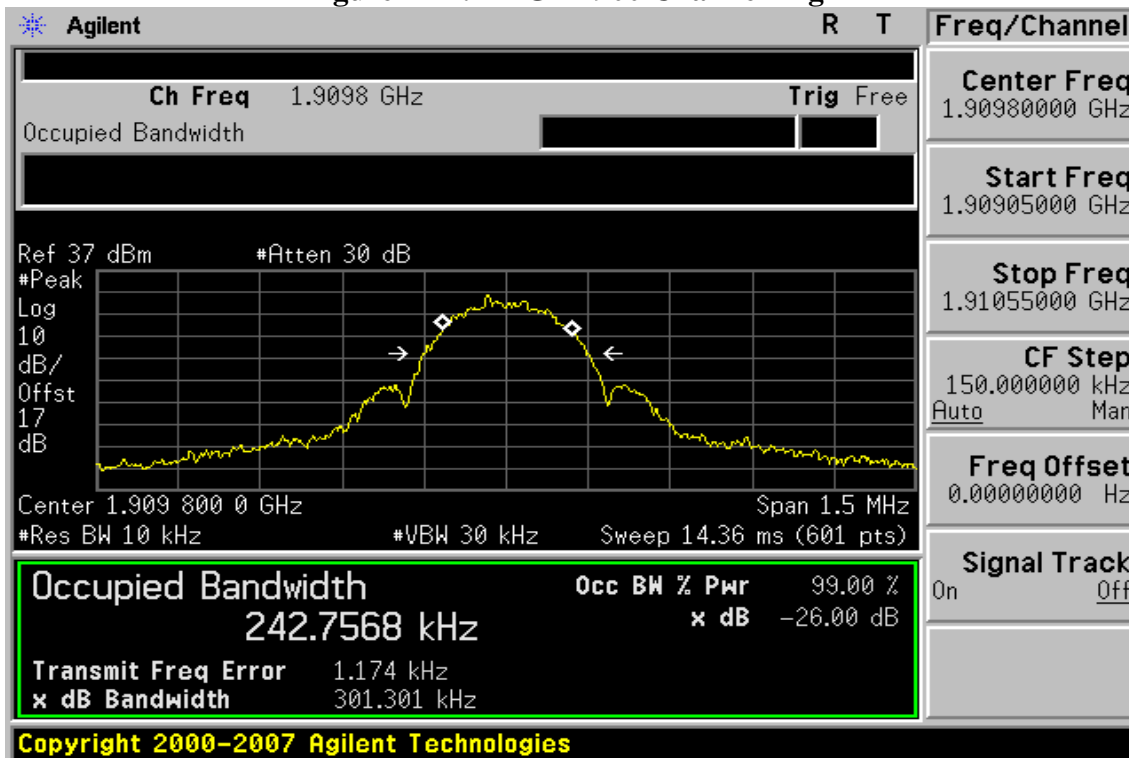 Agilent R T
Freq/Channel
Ch Freq 1.9098 GHz Trig Free
Occupied Bandwidth
Center Freq
1.90980000 GHz
Start Freq
1.90905000 GHz
Stop Freq
1.91055000 GHz
CF Step
150.000000 kHz
Auto Man
Freq Offset
0.00000000 Hz
Signal Track
On Off
Ref 37 dBm #Atten 30 dB
#Peak
Log
10
dB/
Offst
17
dB
Center 1.909 800 0 GHz Span 1.5 MHz
#Res BW 10 kHz #VBW 30 kHz Sweep 14.36 ms (601 pts)
Occupied Bandwidth Occ BW % Pwr 99.00 %
242.7568 kHz x dB -26.00 dB
Transmit Freq Error 1.174 kHz
x dB Bandwidth 301.301 kHz
Copyright 2000-2007 Agilent Technologies